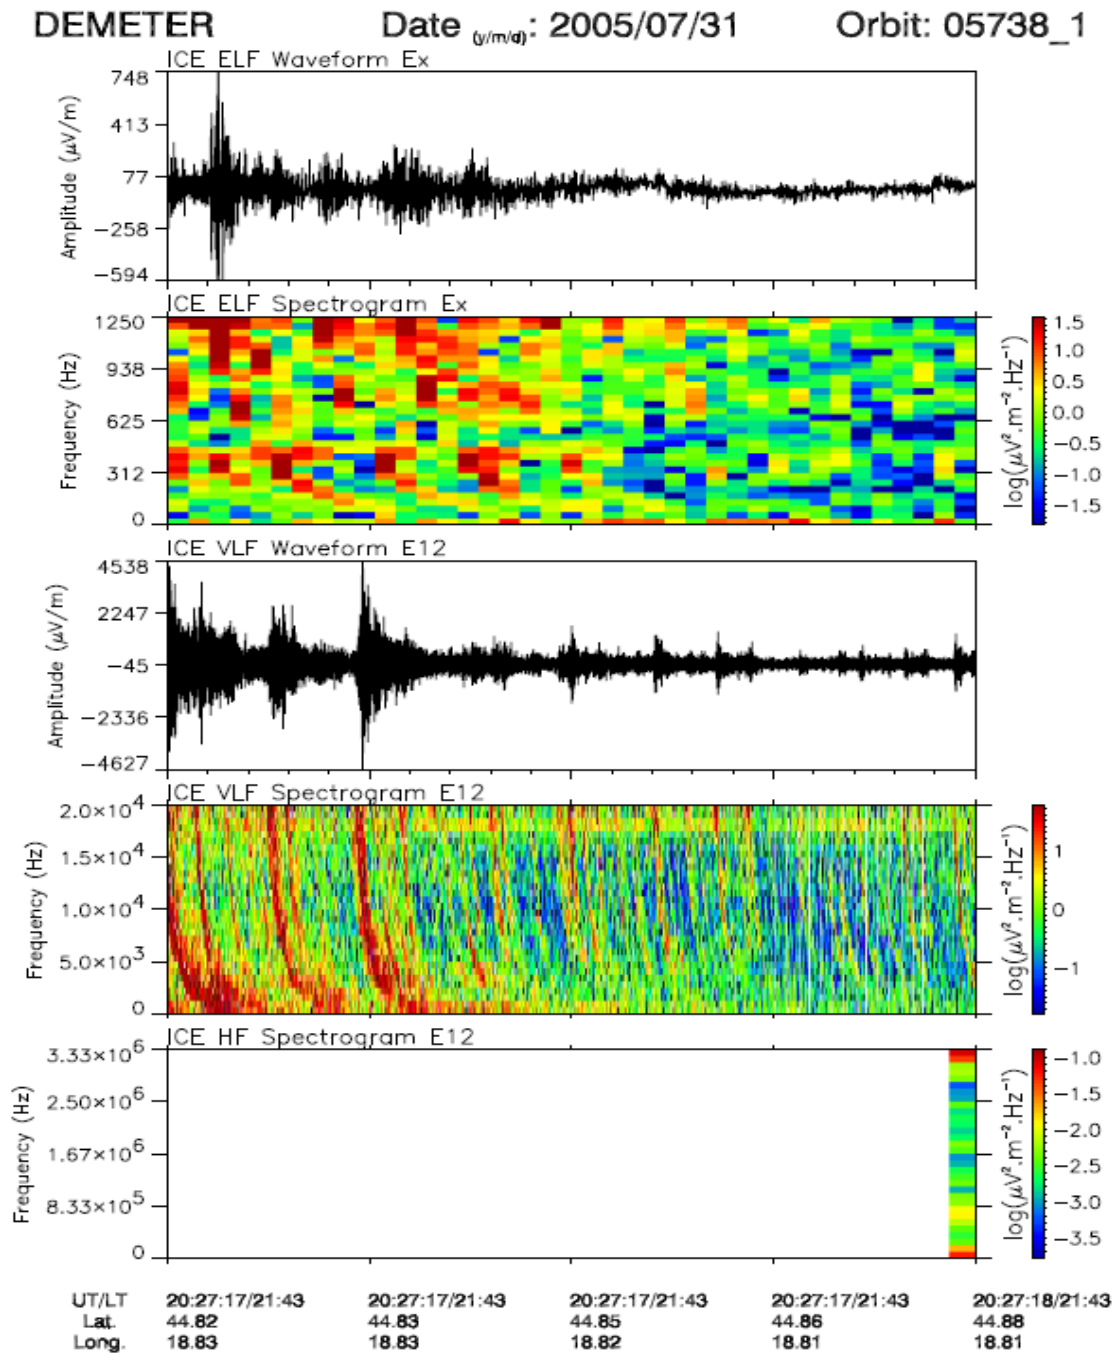 DEMETER Date (y/m/d): 2005/07/31 Orbit: 05738_1
ICE ELF Waveform Ex
748
413
77
−258
−594
Amplitude (μV/m)
ICE ELF Spectrogram Ex
1250
938
625
312
0
Frequency (Hz)
1.5
1.0
0.5
0.0
−0.5
−1.0
−1.5
log(μV².m⁻².Hz⁻¹)
ICE VLF Waveform E12
4538
2247
−45
−2336
−4627
Amplitude (μV/m)
ICE VLF Spectrogram E12
2.0×10⁴
1.5×10⁴
1.0×10⁴
5.0×10³
0
Frequency (Hz)
1
0
−1
log(μV².m⁻².Hz⁻¹)
ICE HF Spectrogram E12
3.33×10⁶
2.50×10⁶
1.67×10⁶
8.33×10⁵
0
Frequency (Hz)
−1.0
−1.5
−2.0
−2.5
−3.0
−3.5
log(μV².m⁻².Hz⁻¹)
UT/LT 20:27:17/21:43 20:27:17/21:43 20:27:17/21:43 20:27:17/21:43 20:27:18/21:43
Lat. 44.82 44.83 44.85 44.86 44.88
Long. 18.83 18.83 18.82 18.81 18.81